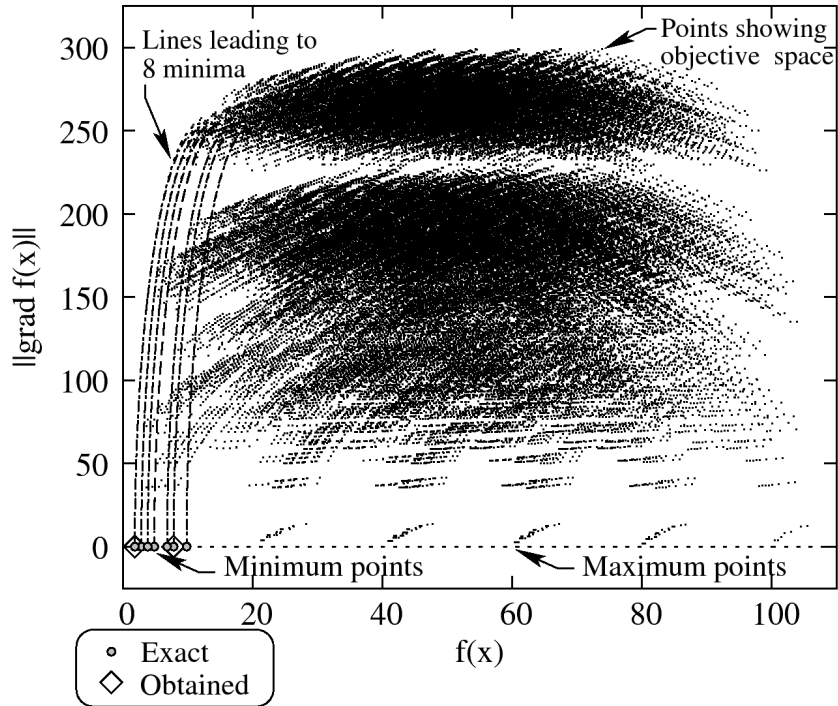 300
250
200
150
100
50
0
||grad f(x)||
Lines leading to
8 minima
Points showing
objective space
Minimum points
Maximum points
0 20 40 60 80 100
f(x)
Exact
Obtained